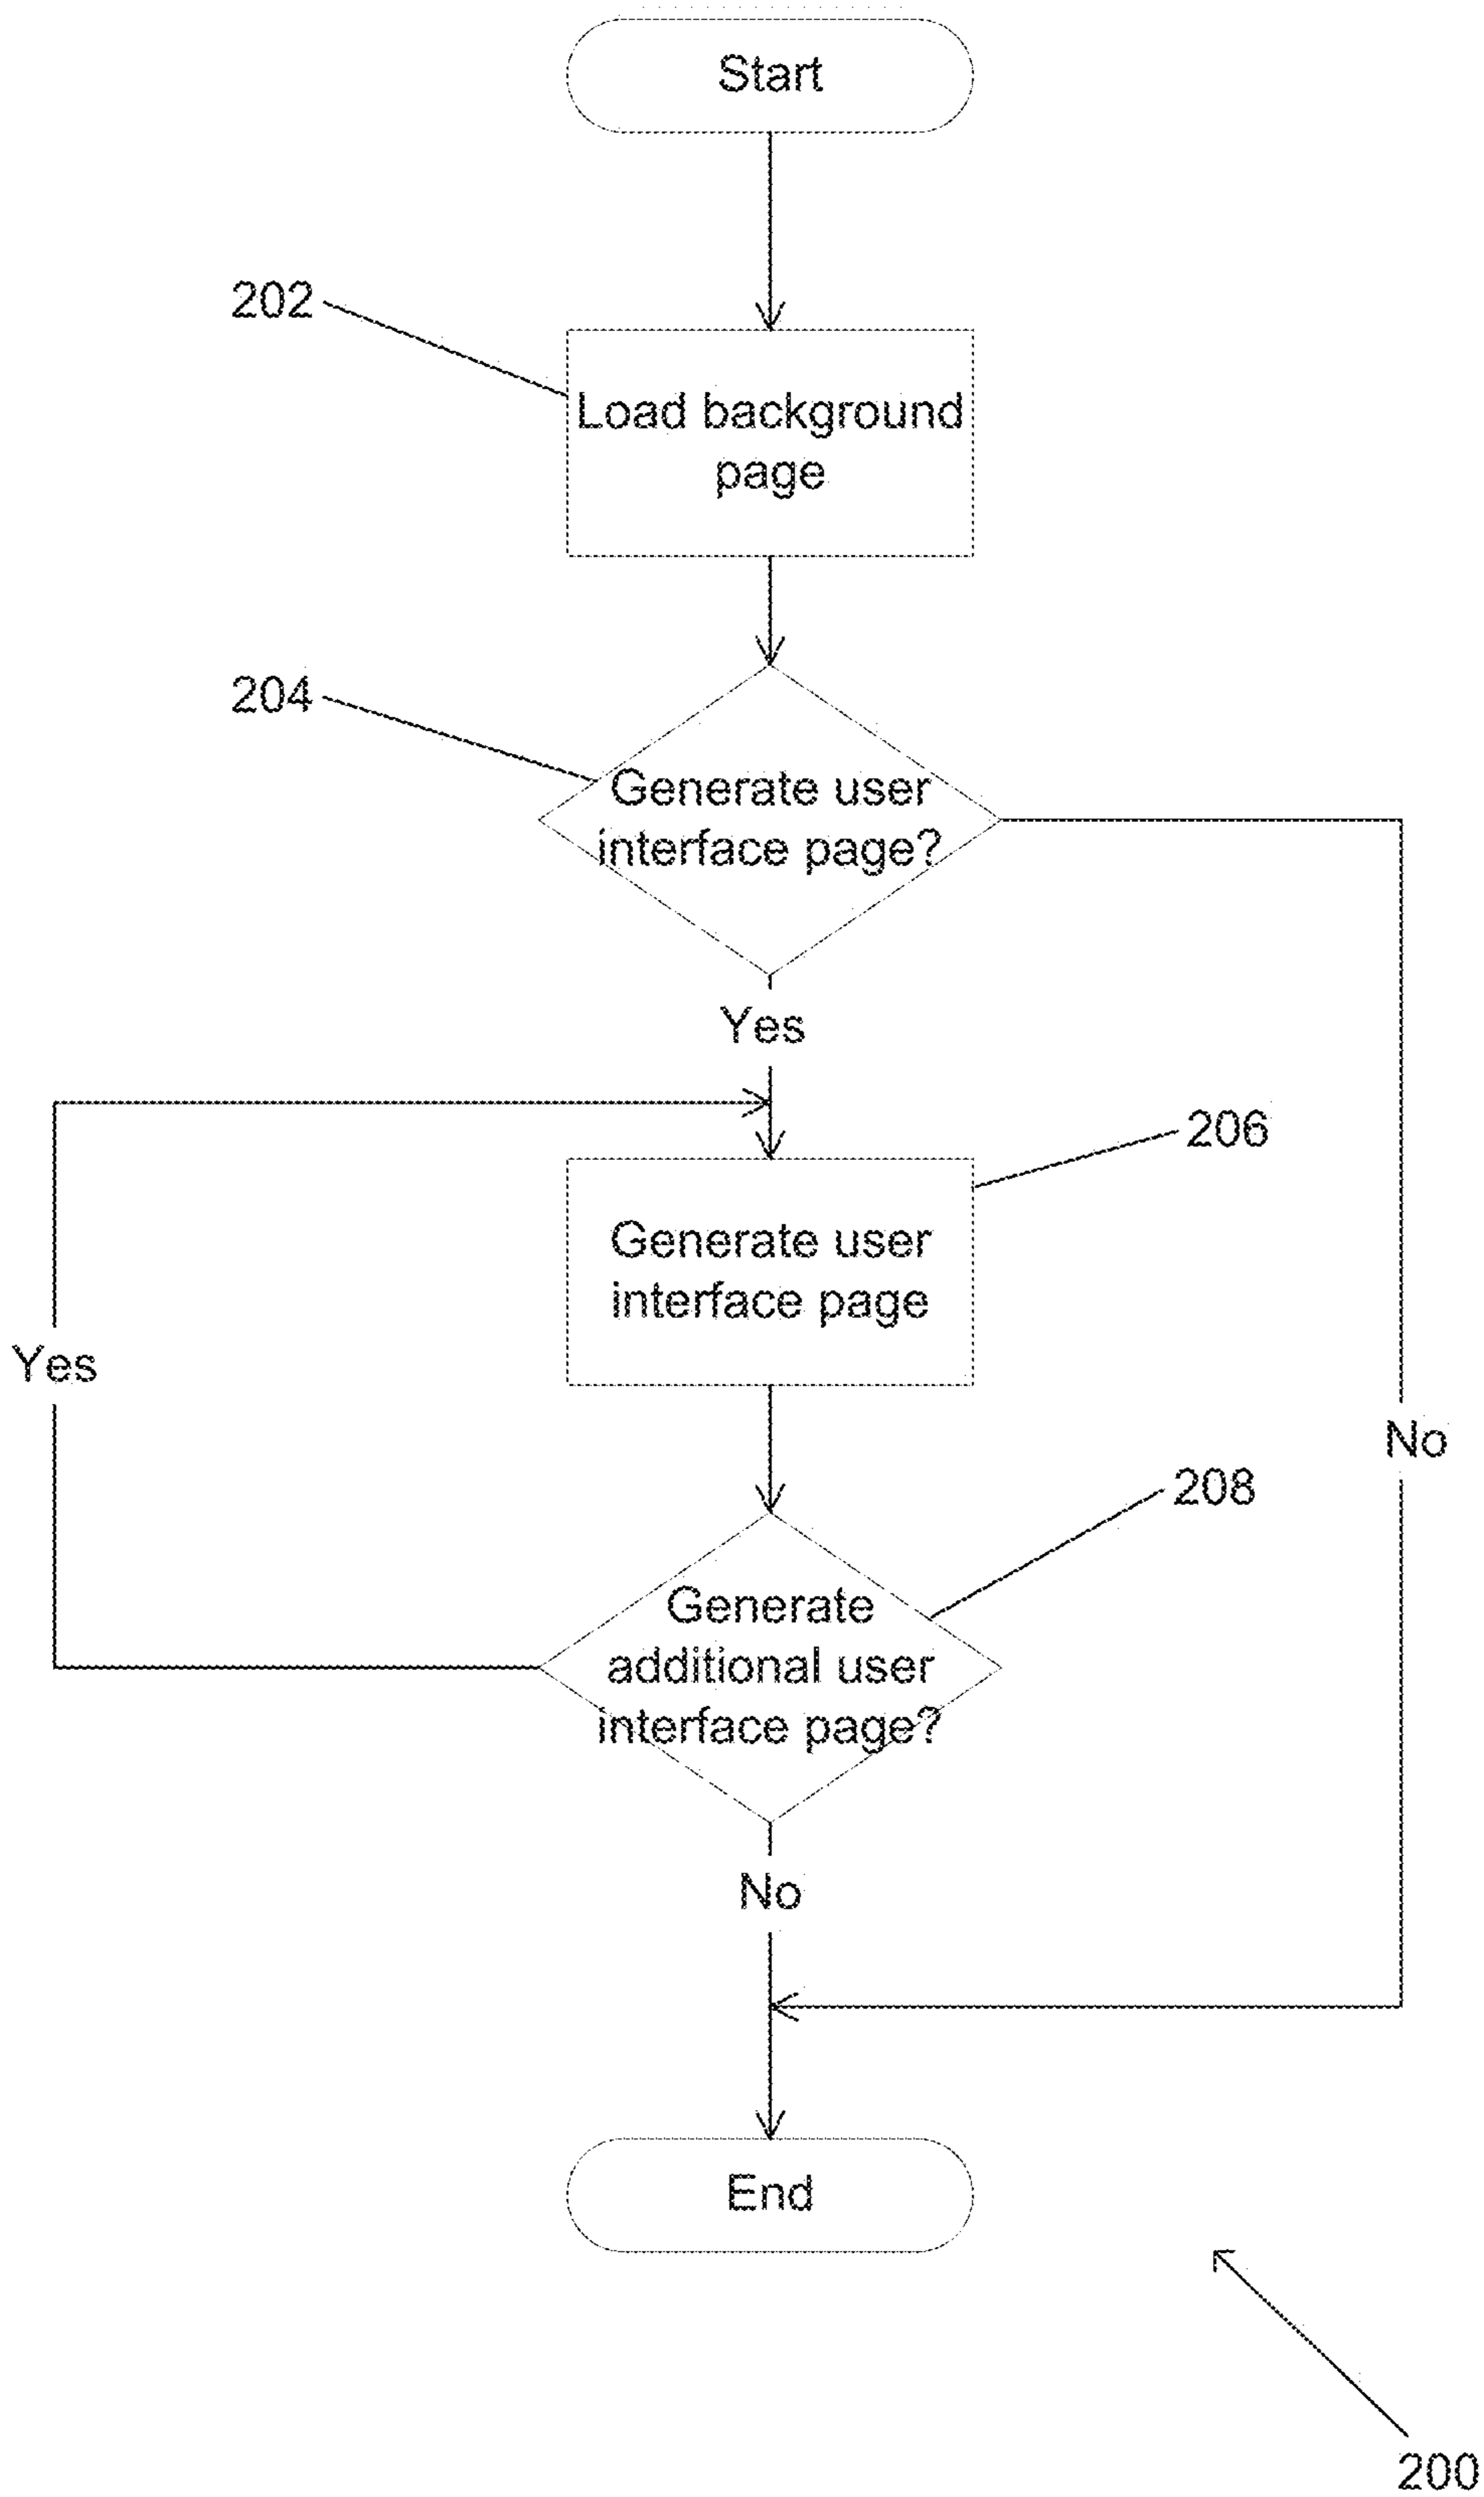 Start
202
Load background
page
204
Generate user
interface page?
Yes
206
Generate user
interface page
Yes
No
208
Generate
additional user
interface page?
No
End
200